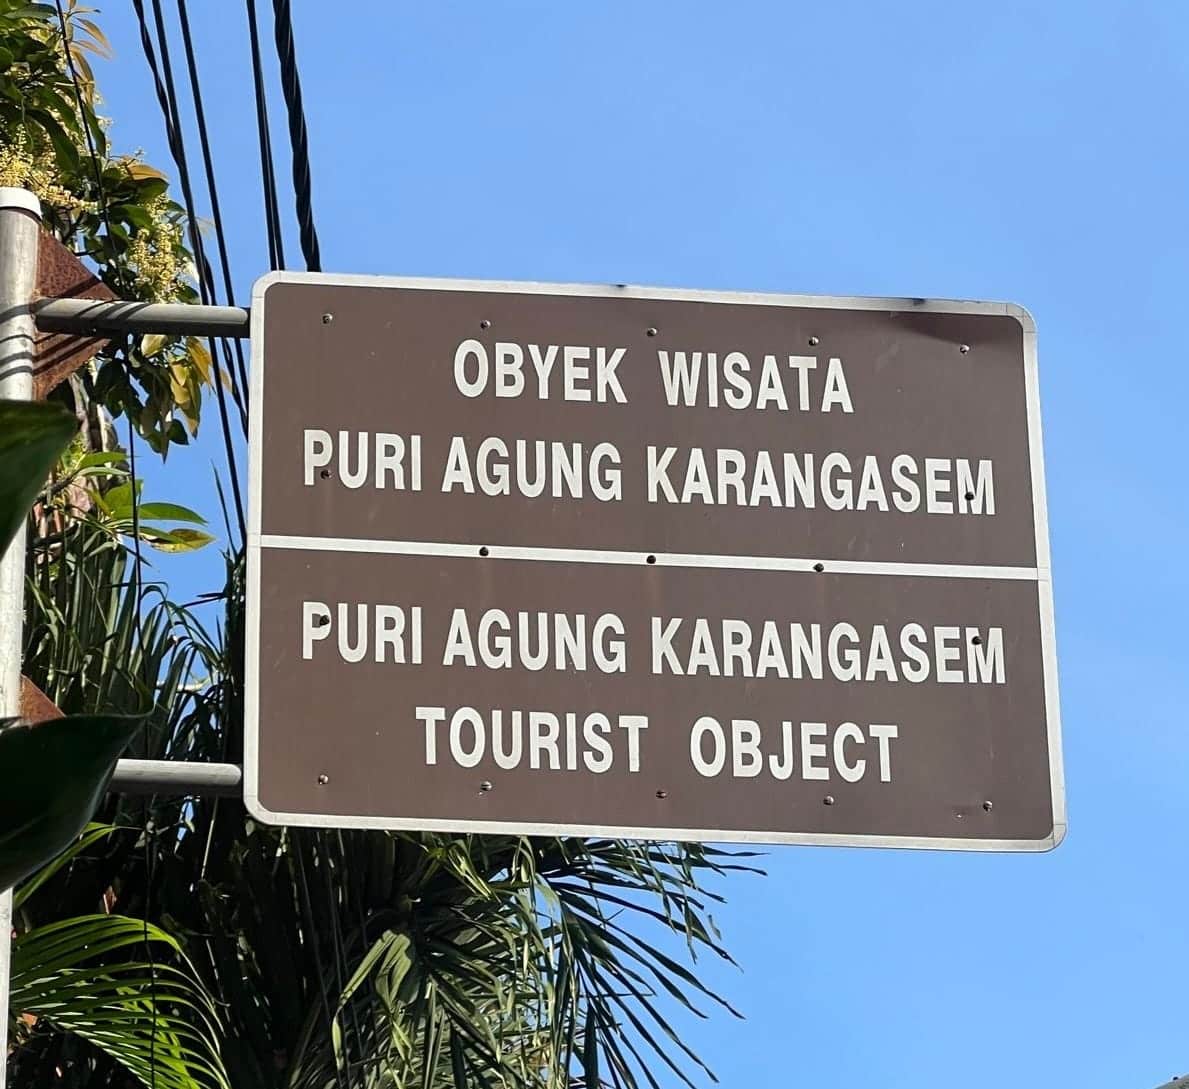 OBYEK WISATA
PURI AGUNG KARANGASEM
PURI AGUNG KARANGASEM
TOURIST OBJECT